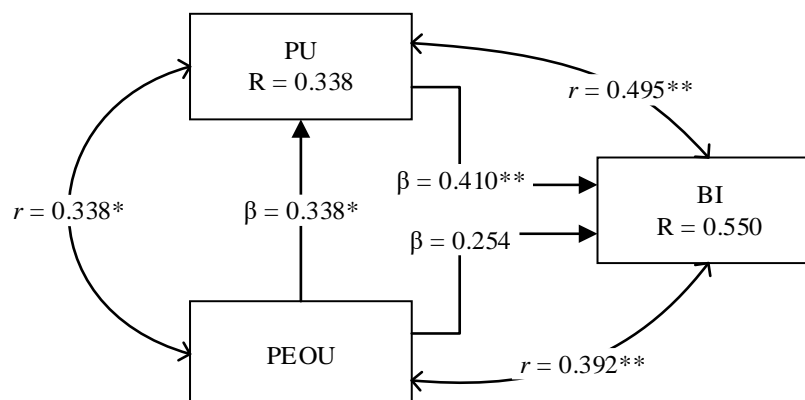 PU
R = 0.338
r = 0.495**
β = 0.410**
BI
R = 0.550
r = 0.338*
β = 0.338*
β = 0.254
PEOU
r = 0.392**